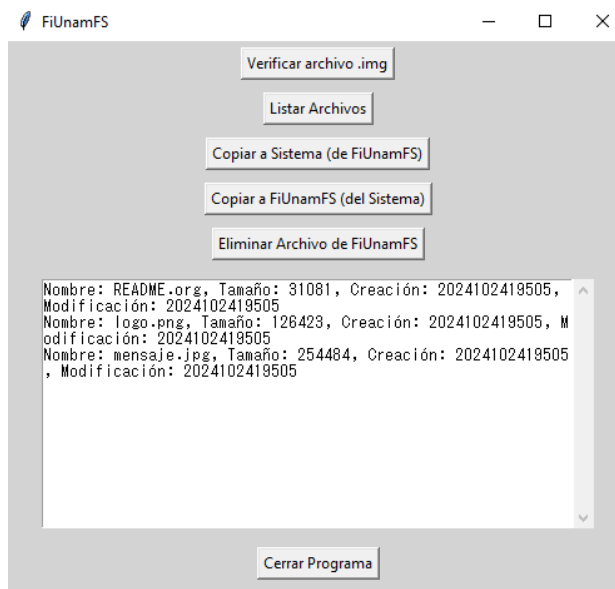 FiUnamFS
Verificar archivo .img
Listar Archivos
Copiar a Sistema (de FiUnamFS)
Copiar a FiUnamFS (del Sistema)
Eliminar Archivo de FiUnamFS
Nombre: README.org, Tamaño: 31081, Creación: 2024102419505,
Modificación: 2024102419505
Nombre: logo.png, Tamaño: 126423, Creación: 2024102419505, M
odificación: 2024102419505
Nombre: mensaje.jpg, Tamaño: 254484, Creación: 2024102419505
, Modificación: 2024102419505
Cerrar Programa